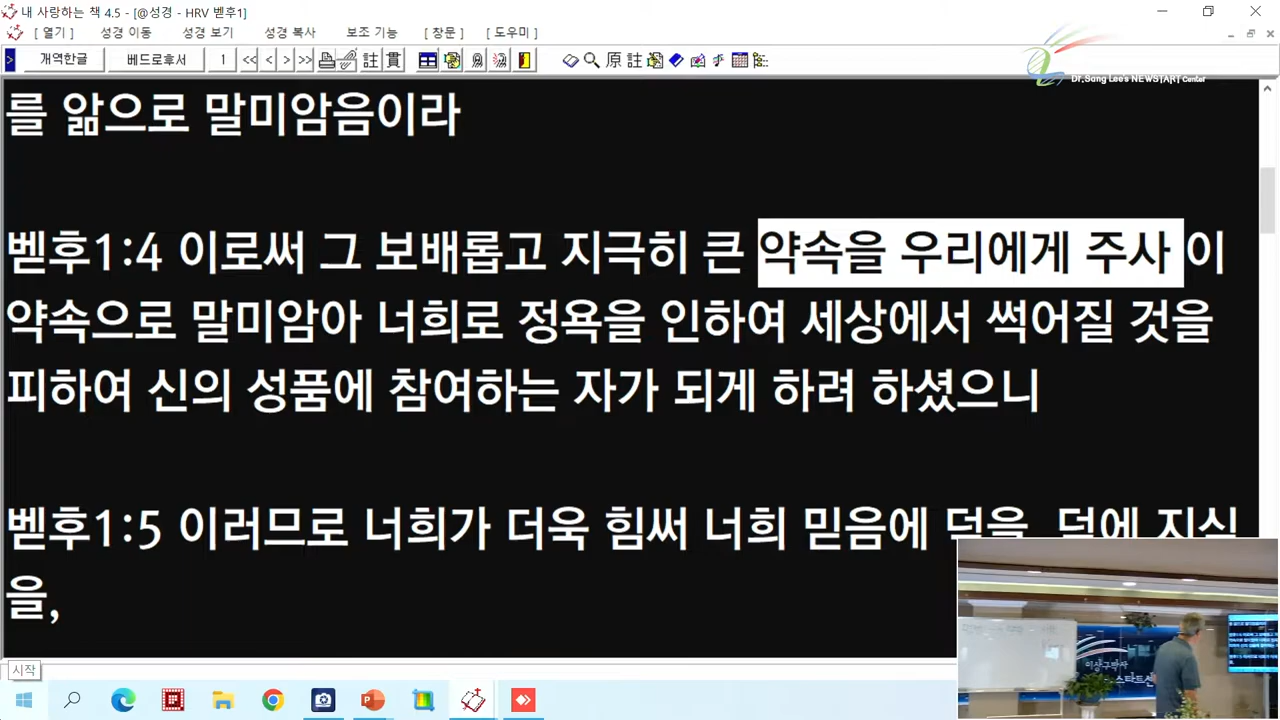 내 사랑하는 책 4.5 - [@성경 - HRV 벧후1]
[ 열기 ] 성경 이동 성경 보기 성경 복사 보조 기능 [ 창문 ] [ 도우미 ]
개역한글 베드로후서 1 << < > >> 註 貫 原 註
Dr.Sang Lee's NEWSTART Center
를 앎으로 말미암음이라
벧후1:4 이로써 그 보배롭고 지극히 큰 약속을 우리에게 주사 이
약속으로 말미암아 너희로 정욕을 인하여 세상에서 썩어질 것을
피하여 신의 성품에 참여하는 자가 되게 하려 하셨으니
벧후1:5 이러므로 너희가 더욱 힘써 너희 믿음에 덕을, 덕에 지식
을,
시작
이상구박사